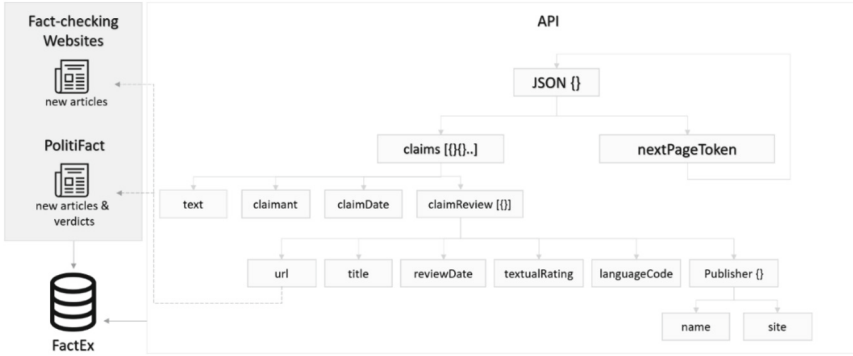 Fact-checking
Websites
new articles
PolitiFact
new articles &
verdicts
FactEx
API
JSON {}
claims [{}{}..]
nextPageToken
text
claimant
claimDate
claimReview [{}]
url
title
reviewDate
textualRating
languageCode
Publisher {}
name
site